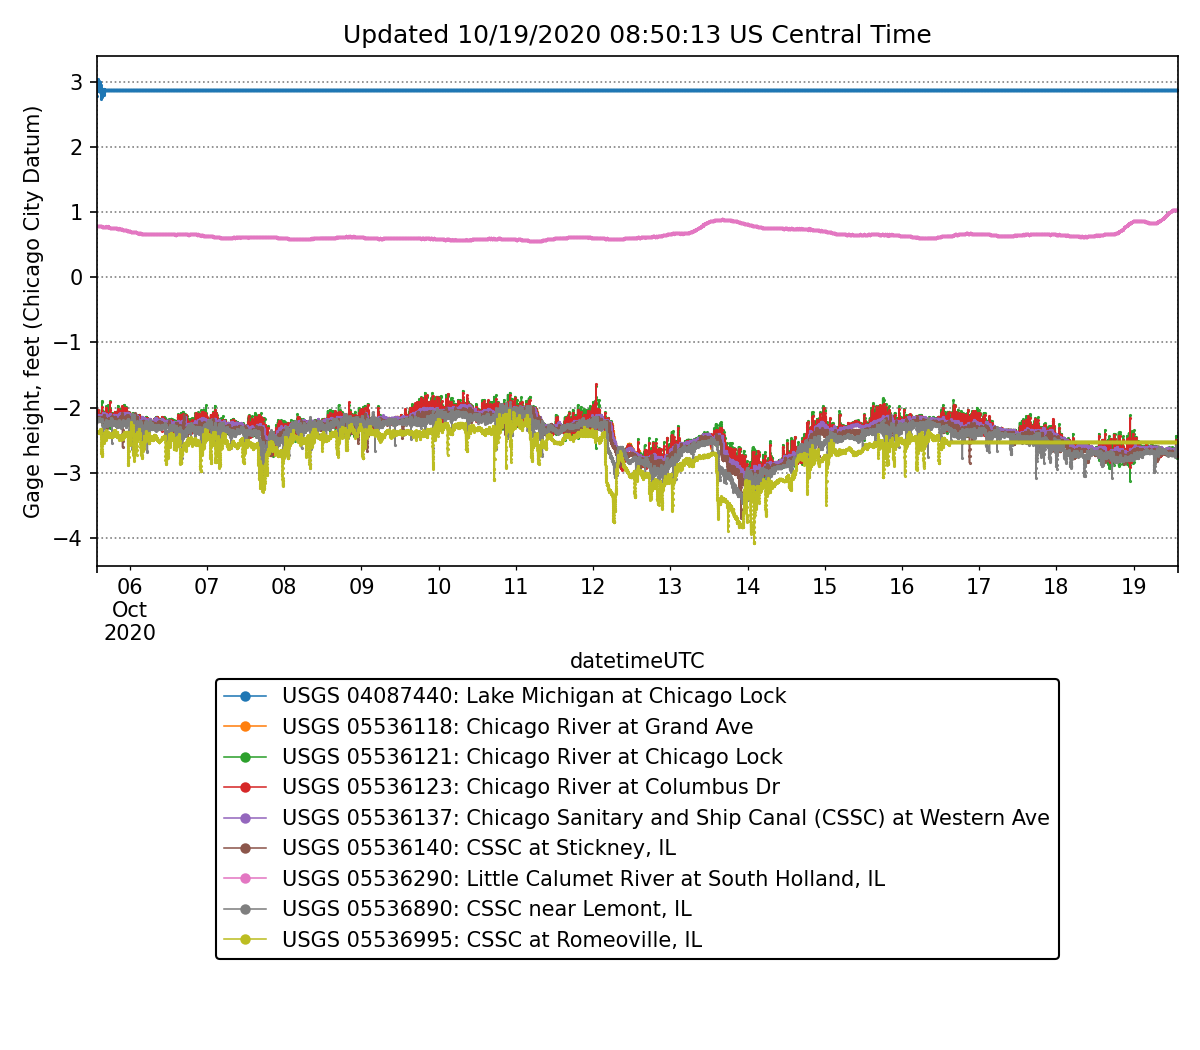 Updated 10/19/2020 08:50:13 US Central Time
Gage height, feet (Chicago City Datum)
3
2
1
0
−1
−2
−3
−4
06 07 08 09 10 11 12 13 14 15 16 17 18 19
Oct
2020
datetimeUTC
USGS 04087440: Lake Michigan at Chicago Lock
USGS 05536118: Chicago River at Grand Ave
USGS 05536121: Chicago River at Chicago Lock
USGS 05536123: Chicago River at Columbus Dr
USGS 05536137: Chicago Sanitary and Ship Canal (CSSC) at Western Ave
USGS 05536140: CSSC at Stickney, IL
USGS 05536290: Little Calumet River at South Holland, IL
USGS 05536890: CSSC near Lemont, IL
USGS 05536995: CSSC at Romeoville, IL